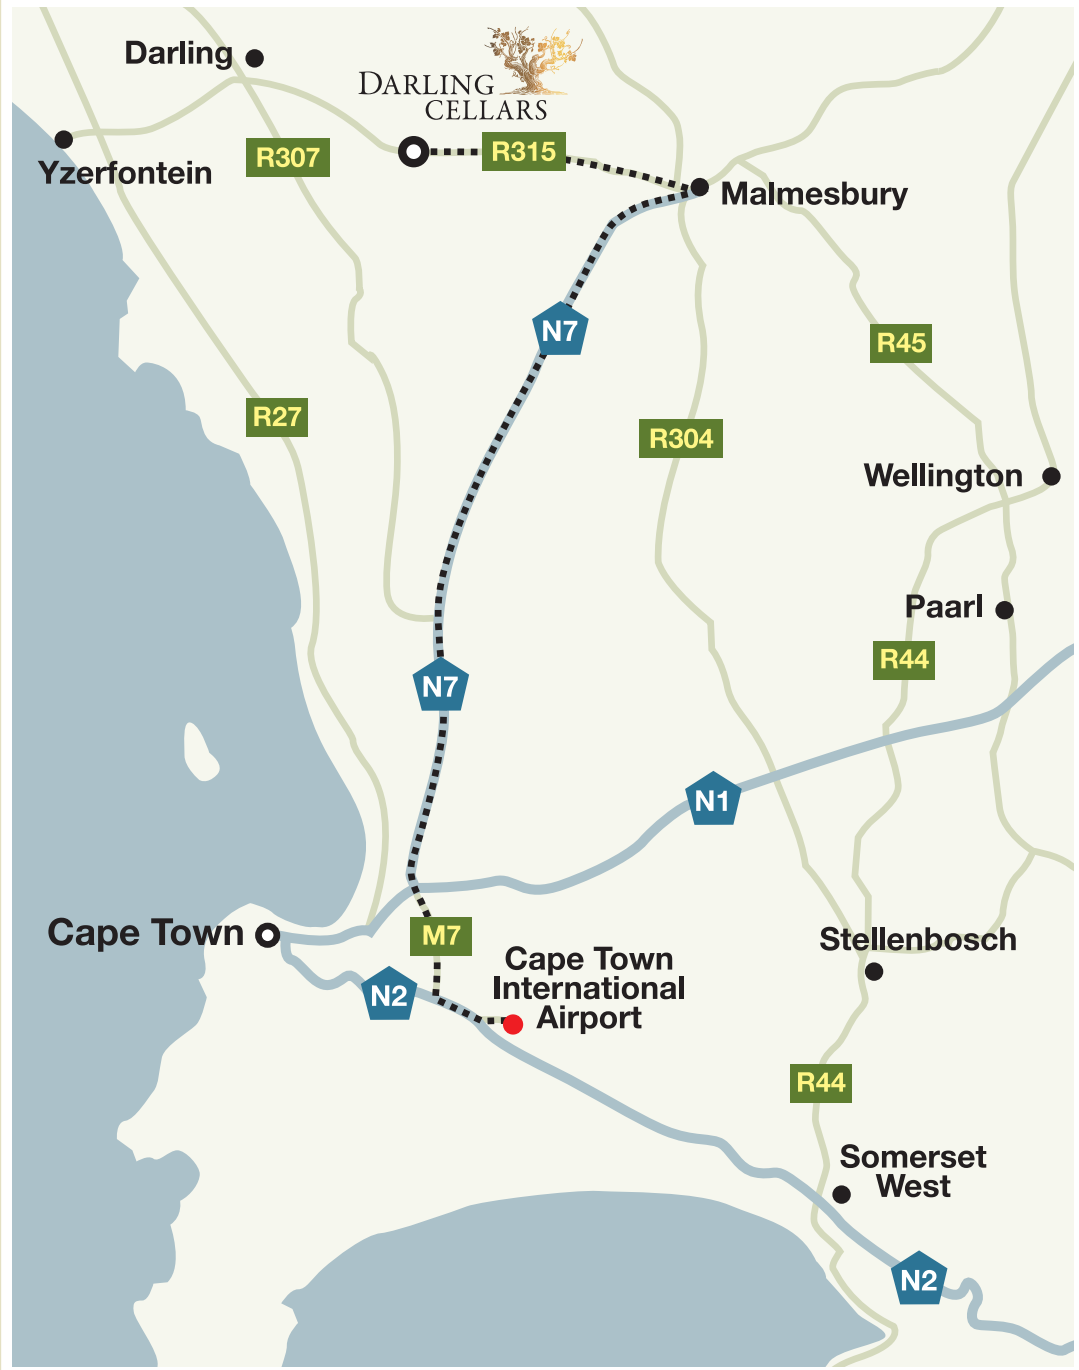 Darling
DARLING
CELLARS
R307
R315
Yzerfontein
Malmesbury
N7
R45
R27
R304
Wellington
Paarl
R44
N7
N1
Cape Town
M7
Stellenbosch
N2
Cape Town
International
Airport
R44
Somerset
West
N2